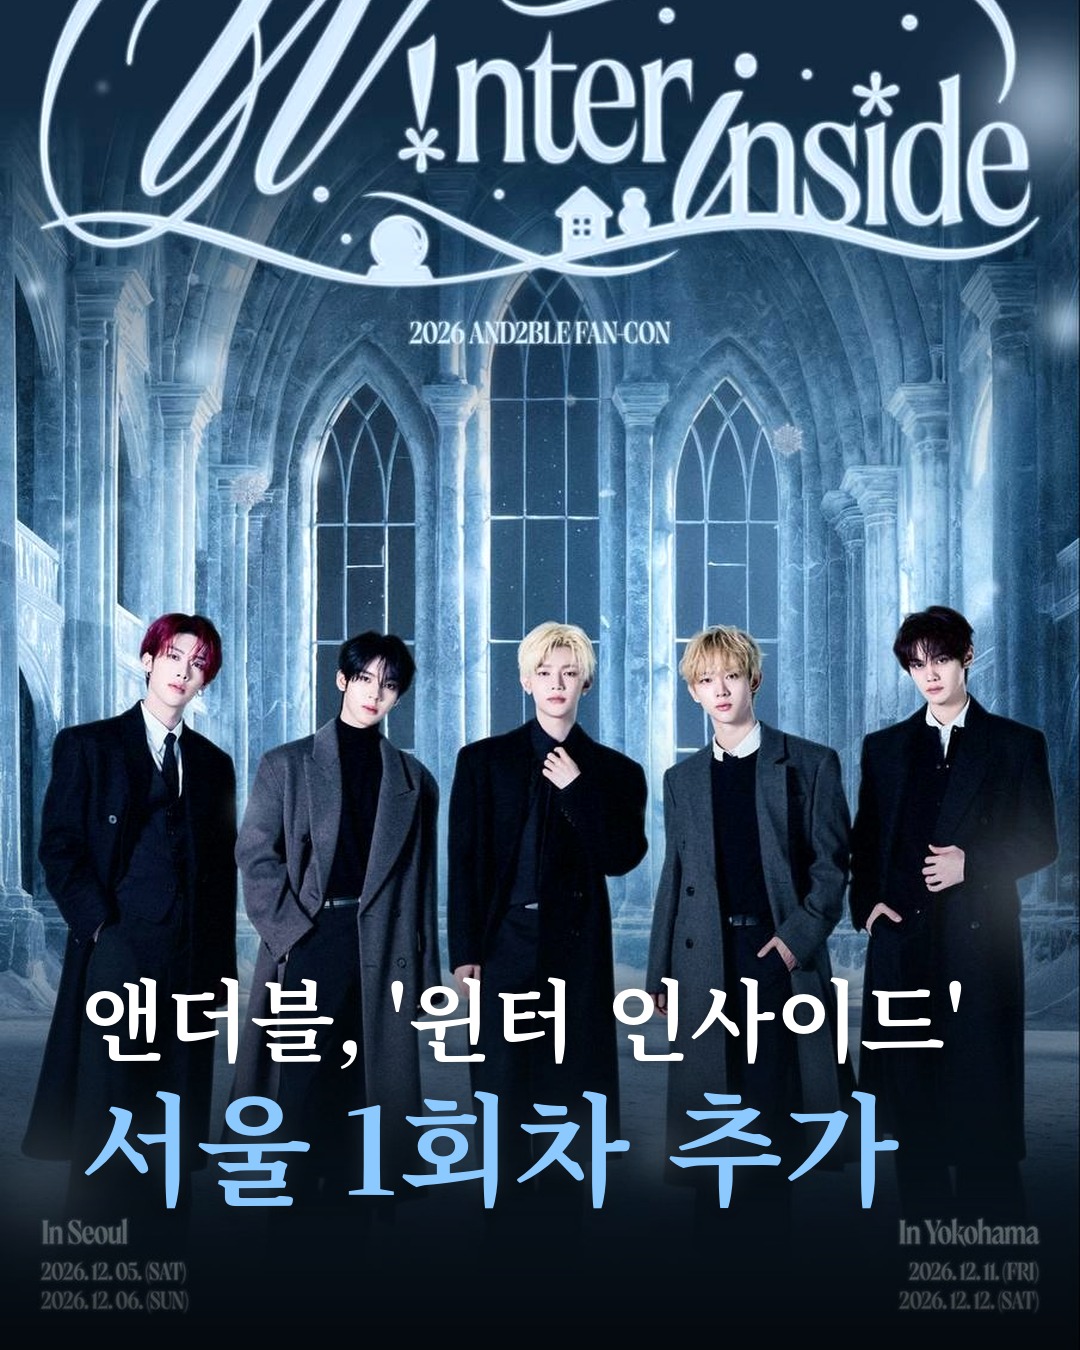 Winter inside
2026 AND2BLE FAN-CON
앤더블, '윈터 인사이드'
서울 1회차 추가
In Seoul
2026. 12. 05. (SAT)
2026. 12. 06. (SUN)
In Yokohama
2026. 12. 11. (FRI)
2026. 12. 12. (SAT)